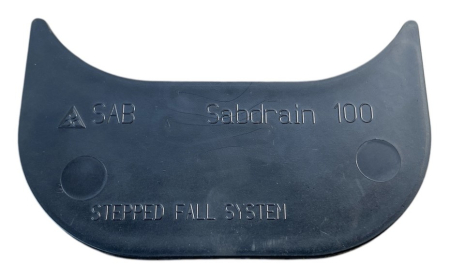 SAB Sabdrain 100
STEPPED FALL SYSTEM